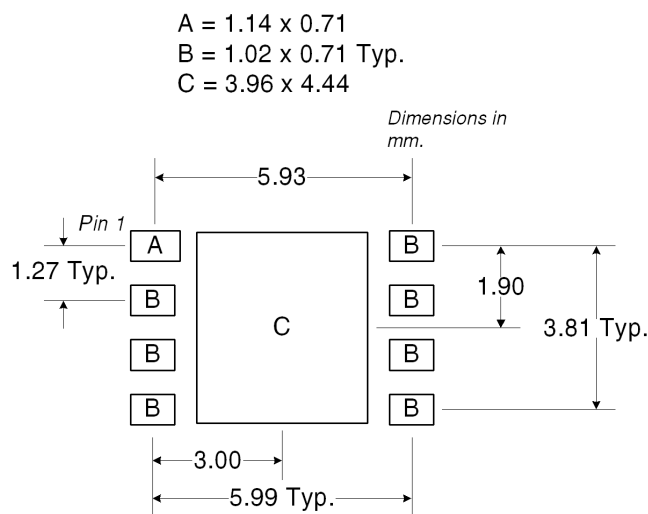 A = 1.14 x 0.71
B = 1.02 x 0.71 Typ.
C = 3.96 x 4.44
Dimensions in
mm.
5.93
Pin 1
A
B
1.27 Typ.
B
B
1.90
C
3.81 Typ.
B
B
B
B
3.00
5.99 Typ.